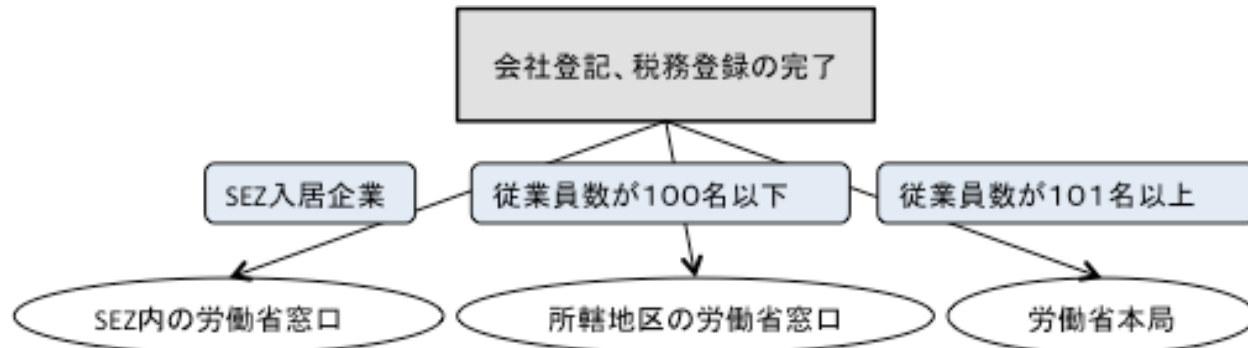 会社登記、税務登録の完了
SEZ入居企業
従業員数が100名以下
従業員数が101名以上
SEZ内の労働省窓口
所轄地区の労働省窓口
労働省本局